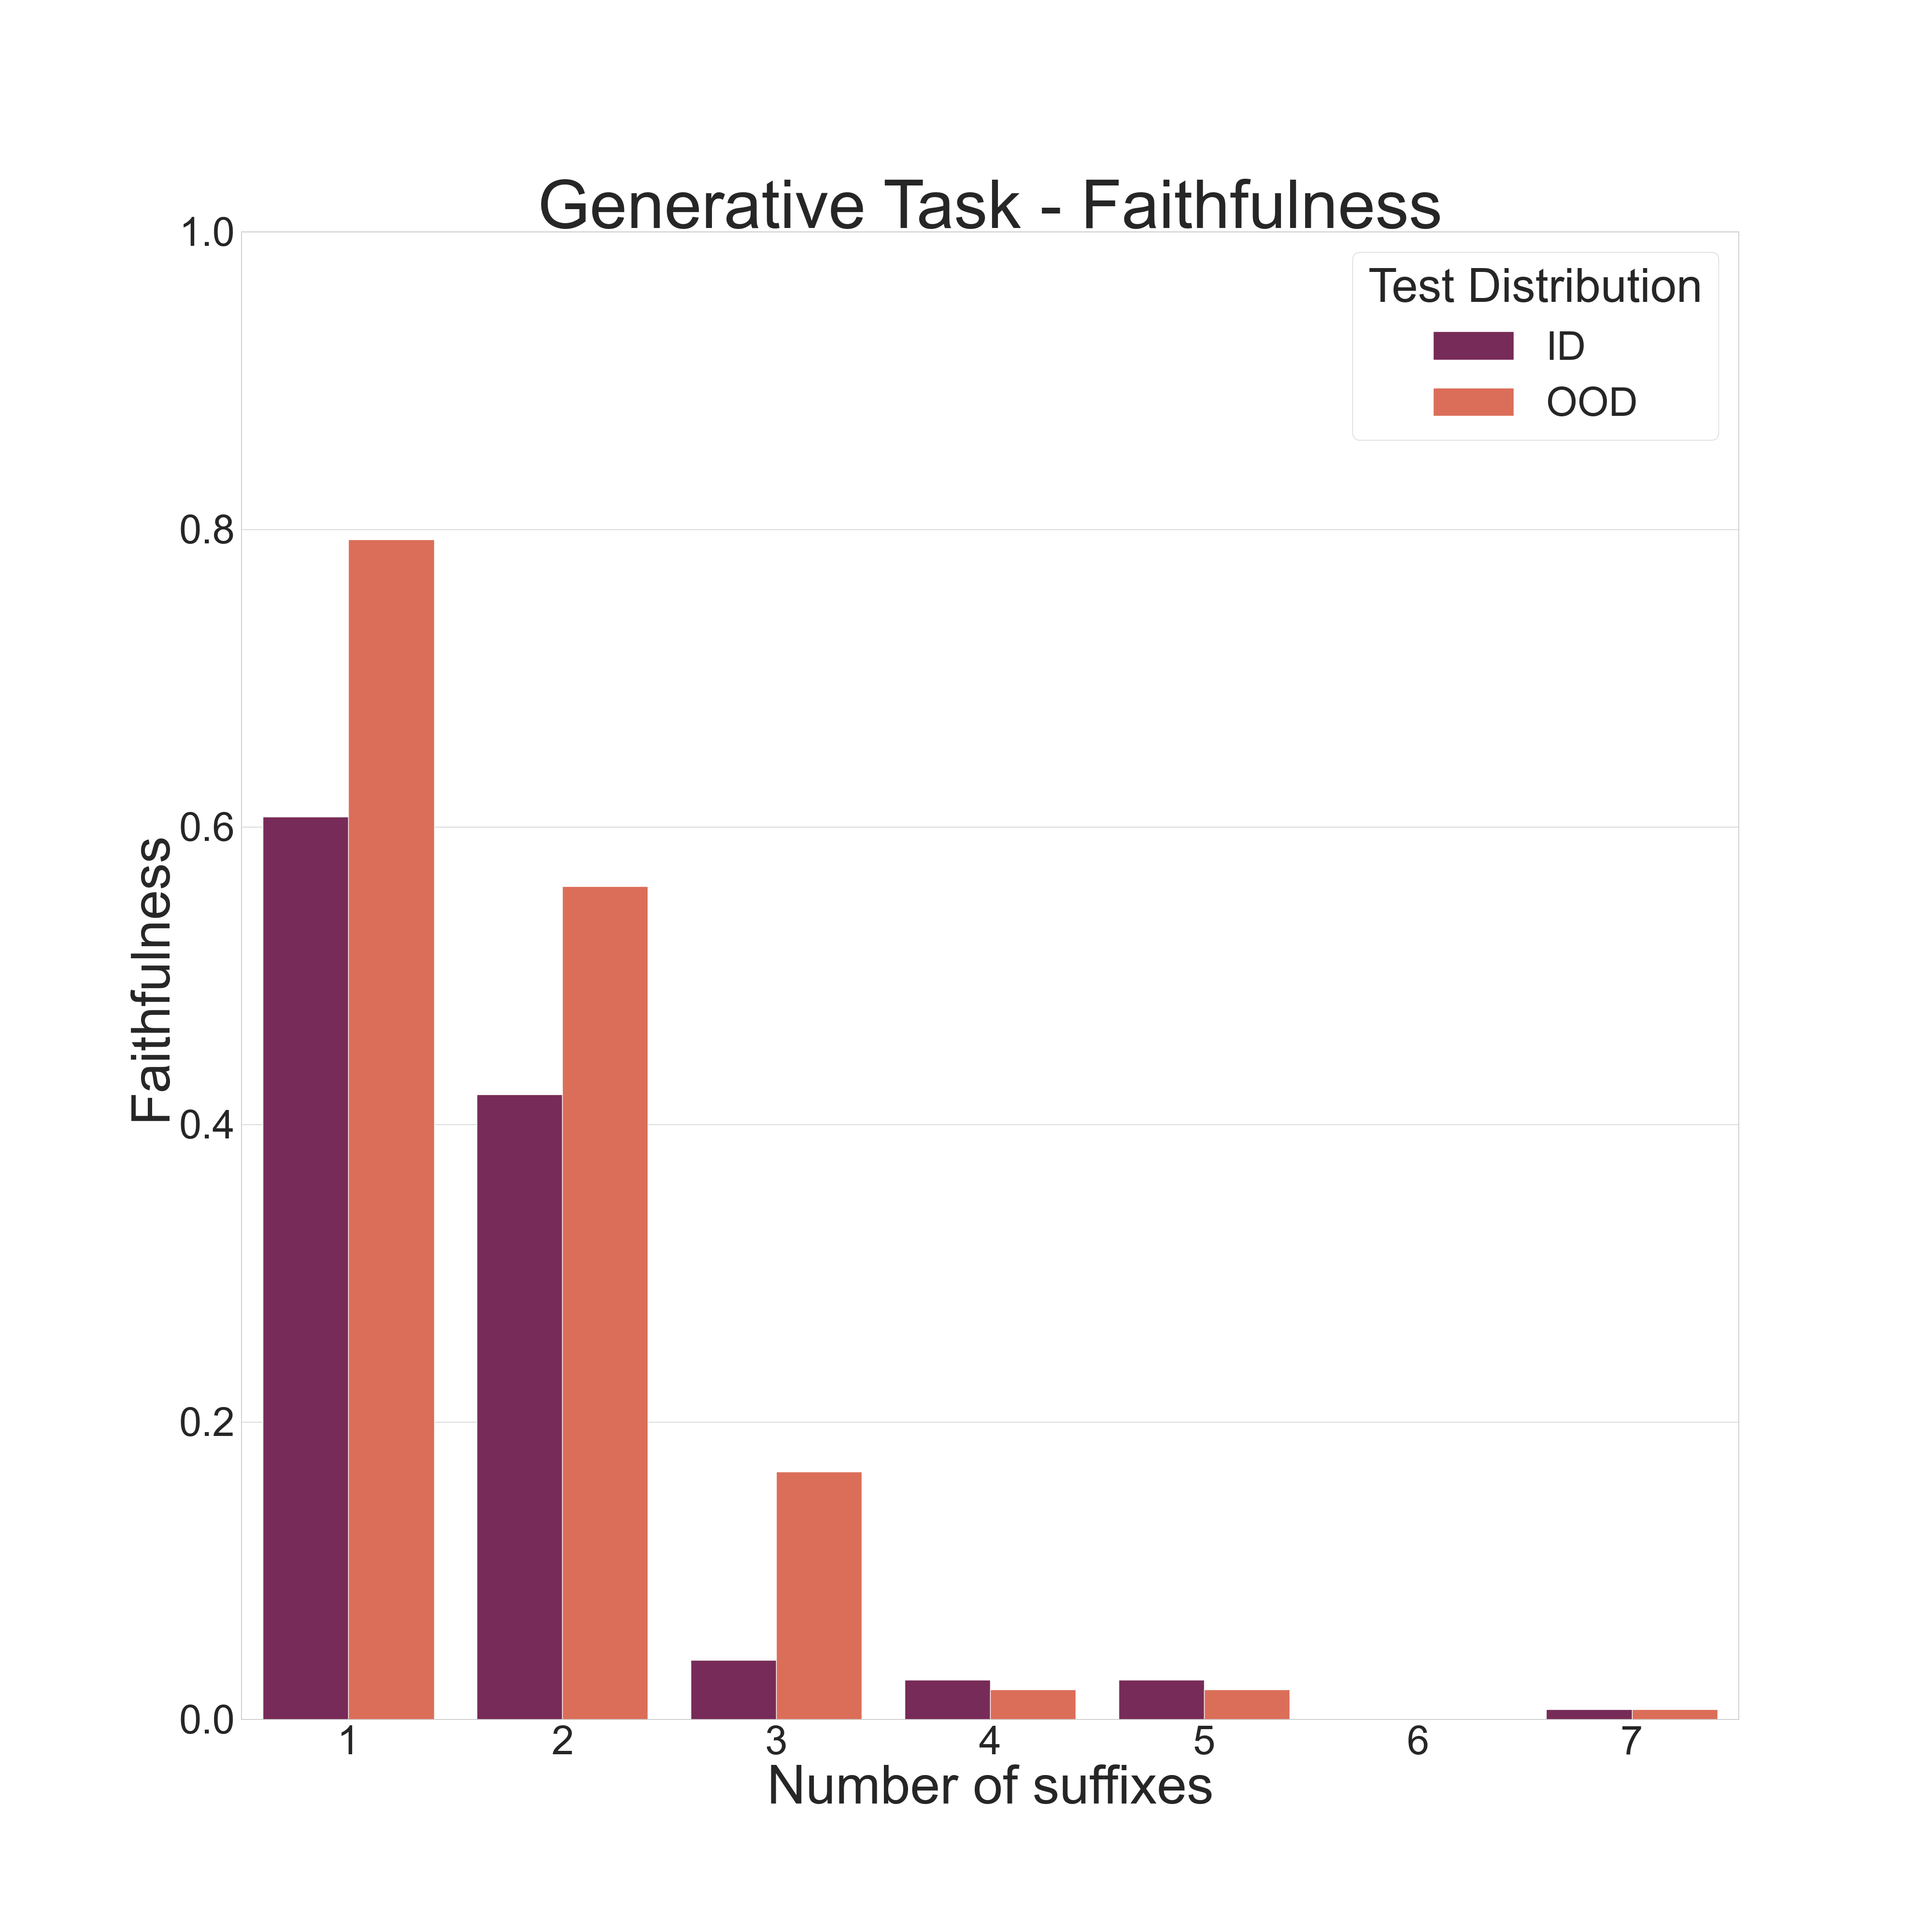 Generative Task - Faithfulness
Test Distribution
ID
OOD
1.0
0.8
0.6
0.4
0.2
0.0
Faithfulness
1 2 3 4 5 6 7
Number of suffixes